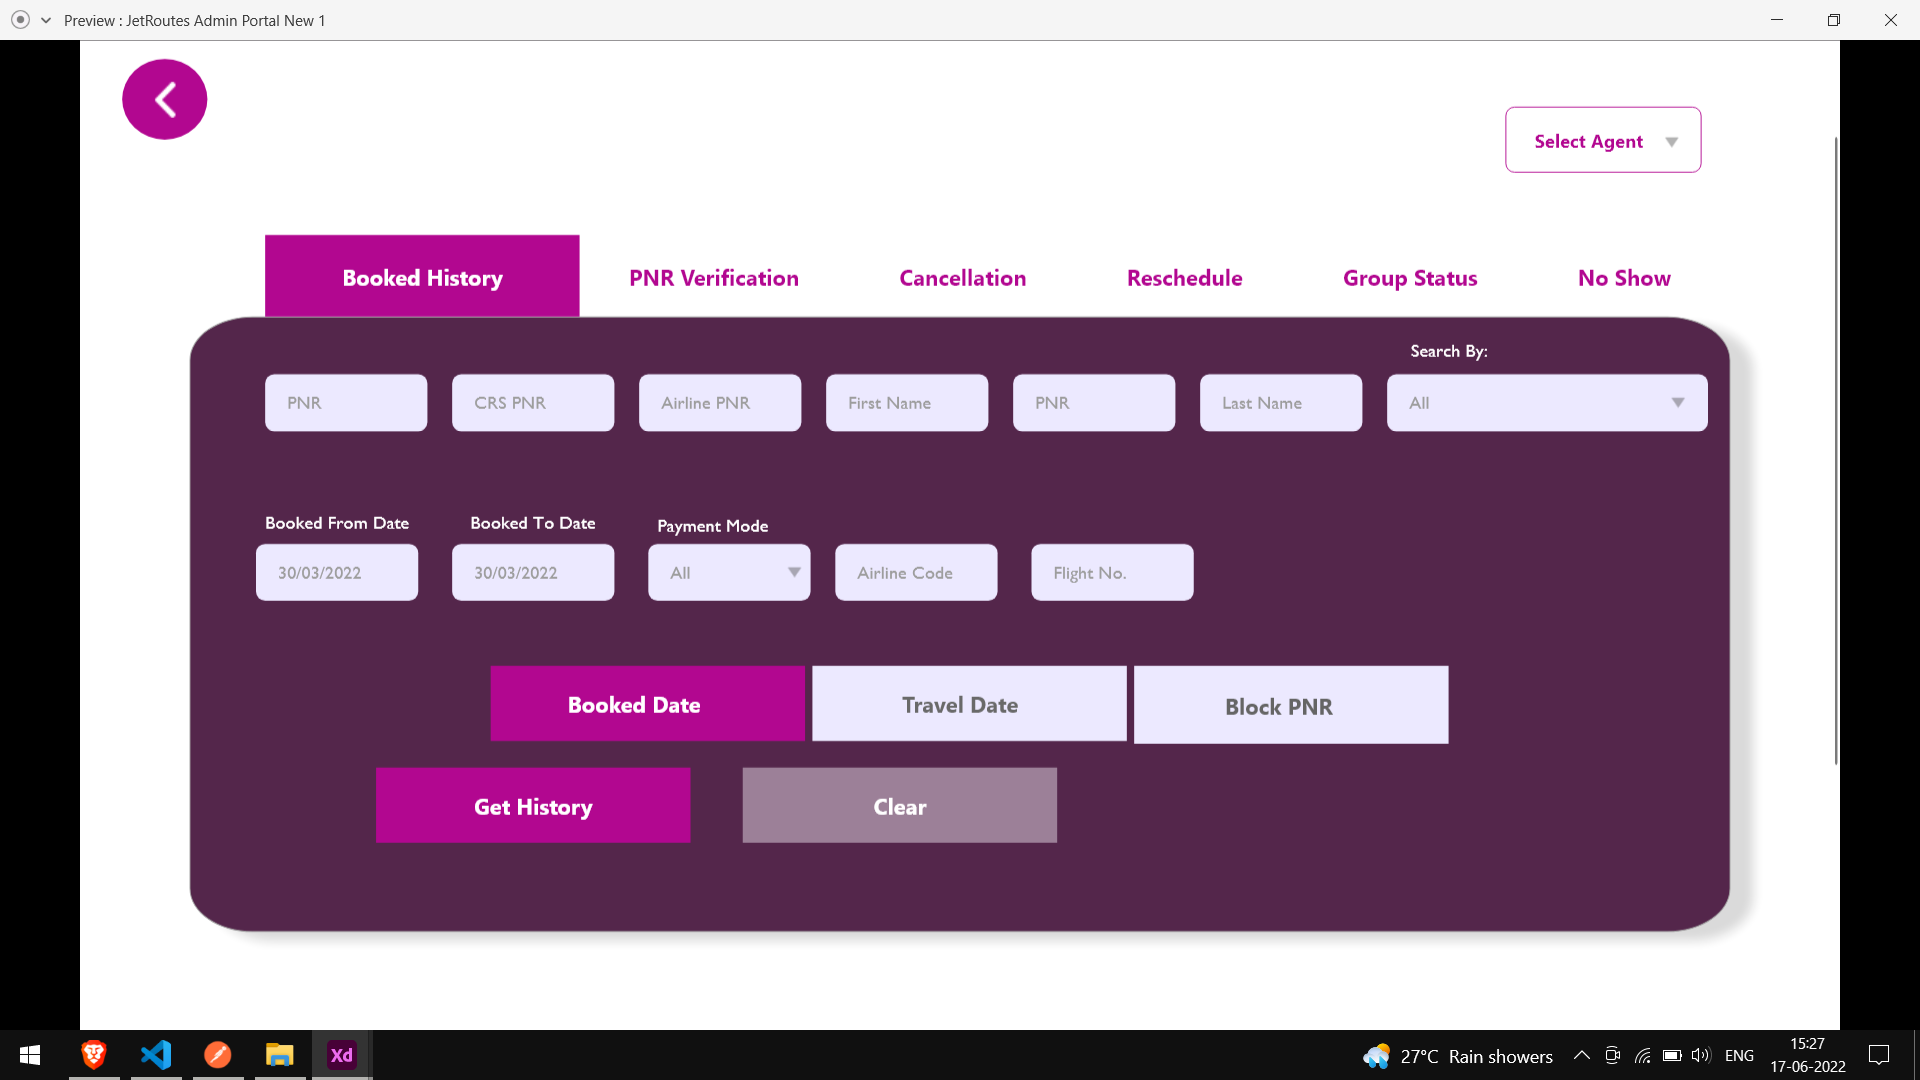 Preview : JetRoutes Admin Portal New 1
Select Agent
Booked History PNR Verification Cancellation Reschedule Group Status No Show
Search By:
PNR CRS PNR Airline PNR First Name PNR Last Name All
Booked From Date Booked To Date Payment Mode
30/03/2022 30/03/2022 All Airline Code Flight No.
Booked Date Travel Date Block PNR
Get History Clear
Xd 27°C Rain showers ENG 15:27
17-06-2022